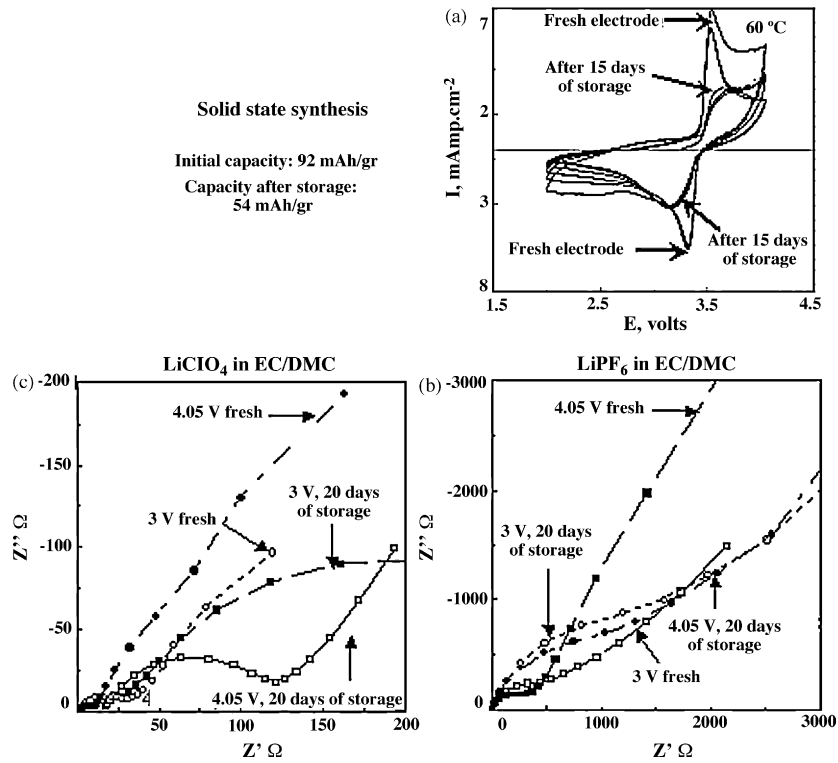 (a)
7
Fresh electrode
60 ºC
Solid state synthesis
Initial capacity: 92 mAh/gr
Capacity after storage:
54 mAh/gr
After 15 days
of storage
I, mAmp.cm⁻²
2
3
8
Fresh electrode
After 15 days
of storage
1.5
2.5
3.5
4.5
E, volts
(c)
LiClO₄ in EC/DMC
-200
-150
-100
-50
0
Z'' Ω
4.05 V fresh
3 V fresh
3 V, 20 days
of storage
4.05 V, 20 days of storage
0
25
50
75
100
150
200
Z' Ω
(b)
LiPF₆ in EC/DMC
-3000
-2000
-1000
0
Z'' Ω
4.05 V fresh
3 V, 20 days
of storage
4.05 V, 20 days
of storage
3 V fresh
0
500
1000
2000
3000
Z' Ω